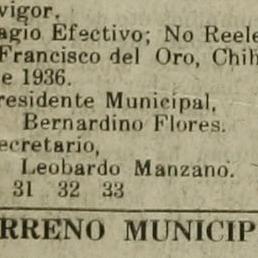 vigor.
agio Efectivo; No Reele
Francisco del Oro, Chih
e 1936.
residente Municipal,
Bernardino Flores.
ecretario,
Leobardo Manzano.
31 32 33
RRENO MUNICIP